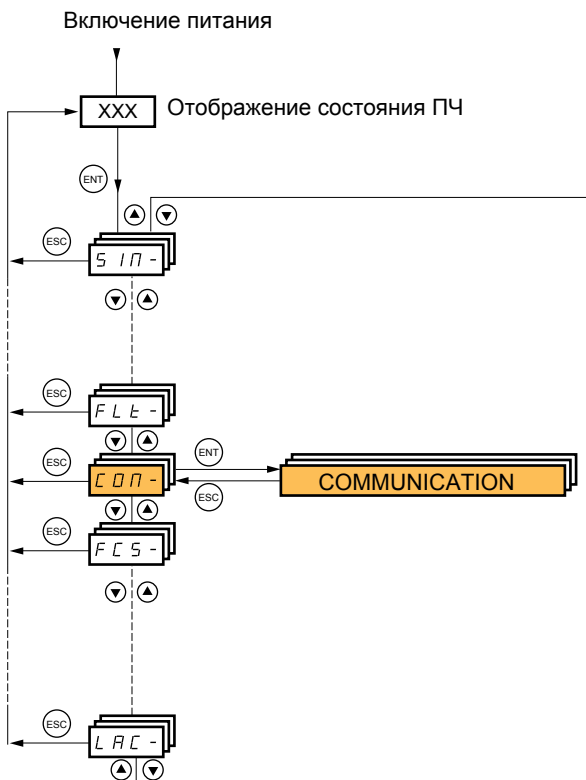 Включение питания
XXX Отображение состояния ПЧ
ENT
ESC
SIM-
ESC
FLt-
ESC
COM-
ENT
COMMUNICATION
ESC
ESC
FCS-
ESC
LAC-